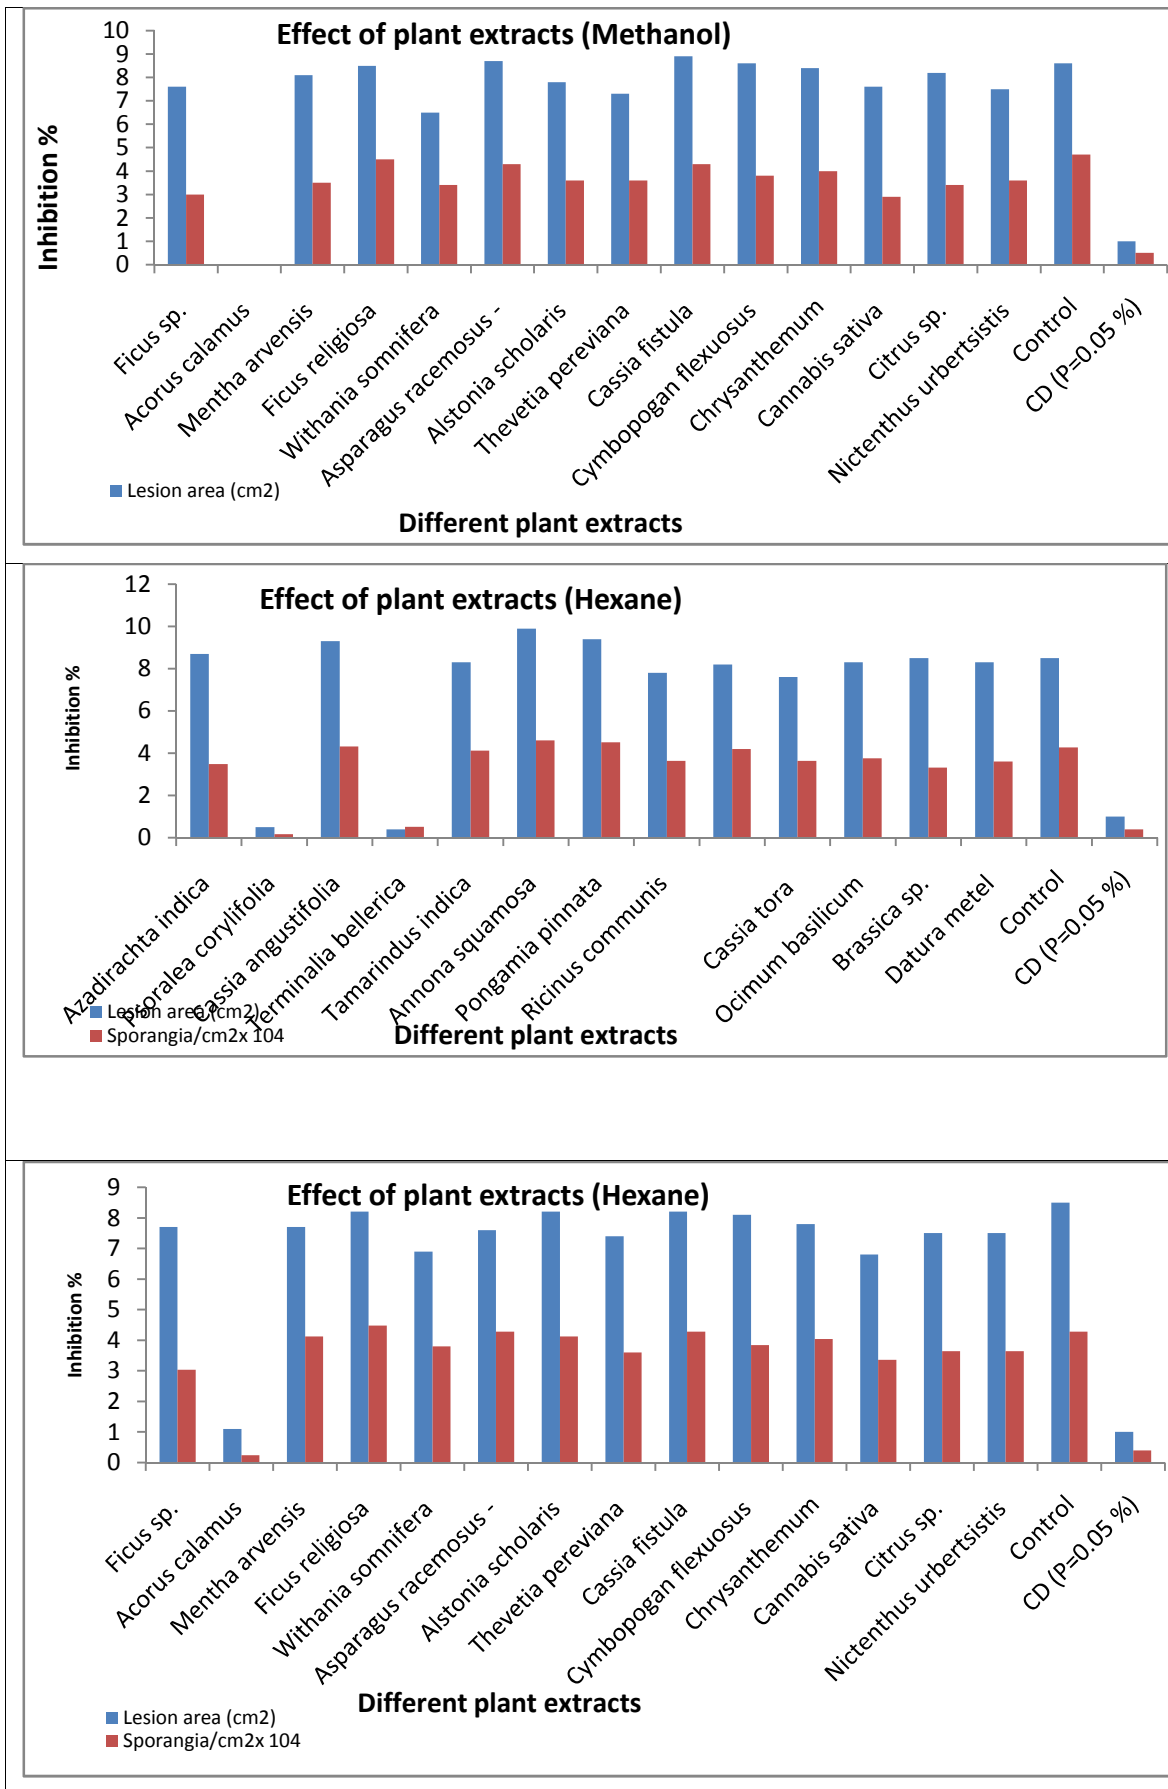 Effect of plant extracts (Methanol)
Inhibition %
10
9
8
7
6
5
4
3
2
1
0
Ficus sp.
Acorus calamus
Mentha arvensis
Ficus religiosa
Withania somnifera
Asparagus racemosus -
Alstonia scholaris
Thevetia pereviana
Cassia fistula
Cymbopogan flexuosus
Chrysanthemum
Cannabis sativa
Citrus sp.
Nictenthus urbertsistis
Control
CD (P=0.05 %)
Lesion area (cm2)
Different plant extracts
Effect of plant extracts (Hexane)
Inhibition %
12
10
8
6
4
2
0
Azadirachta indica
Psoralea corylifolia
Cassia angustifolia
Terminalia bellerica
Tamarindus indica
Annona squamosa
Pongamia pinnata
Ricinus communis
Cassia tora
Ocimum basilicum
Brassica sp.
Datura metel
Control
CD (P=0.05 %)
Lesion area (cm2)
Sporangia/cm2x 104
Different plant extracts
Effect of plant extracts (Hexane)
Inhibition %
9
8
7
6
5
4
3
2
1
0
Ficus sp.
Acorus calamus
Mentha arvensis
Ficus religiosa
Withania somnifera
Asparagus racemosus -
Alstonia scholaris
Thevetia pereviana
Cassia fistula
Cymbopogan flexuosus
Chrysanthemum
Cannabis sativa
Citrus sp.
Nictenthus urbertsistis
Control
CD (P=0.05 %)
Different plant extracts
Lesion area (cm2)
Sporangia/cm2x 104